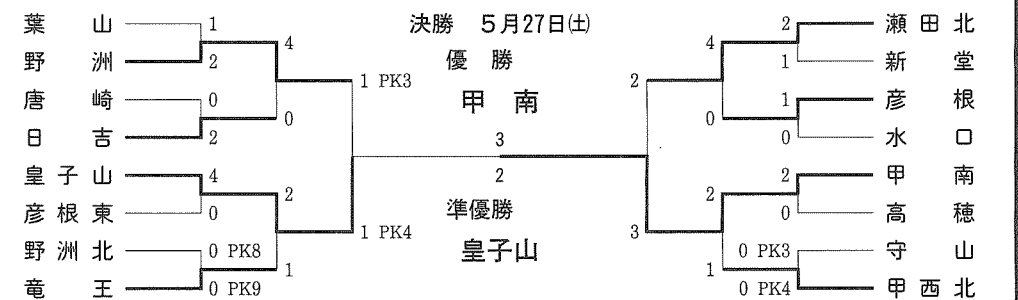 葉山 1
野洲 2
唐崎 0
日吉 2
皇子山 4
彦根東 0
野洲北 0 PK8
竜王 0 PK9
4
0
2
1
1 PK3
1 PK4
決勝 5月27日(土)
優勝
甲南
3
2
準優勝
皇子山
2
3
4
0
2
1
2 瀬田北
1 新堂
1 彦根
0 水口
2 甲南
0 高穂
0 PK3 守山
0 PK4 甲西北